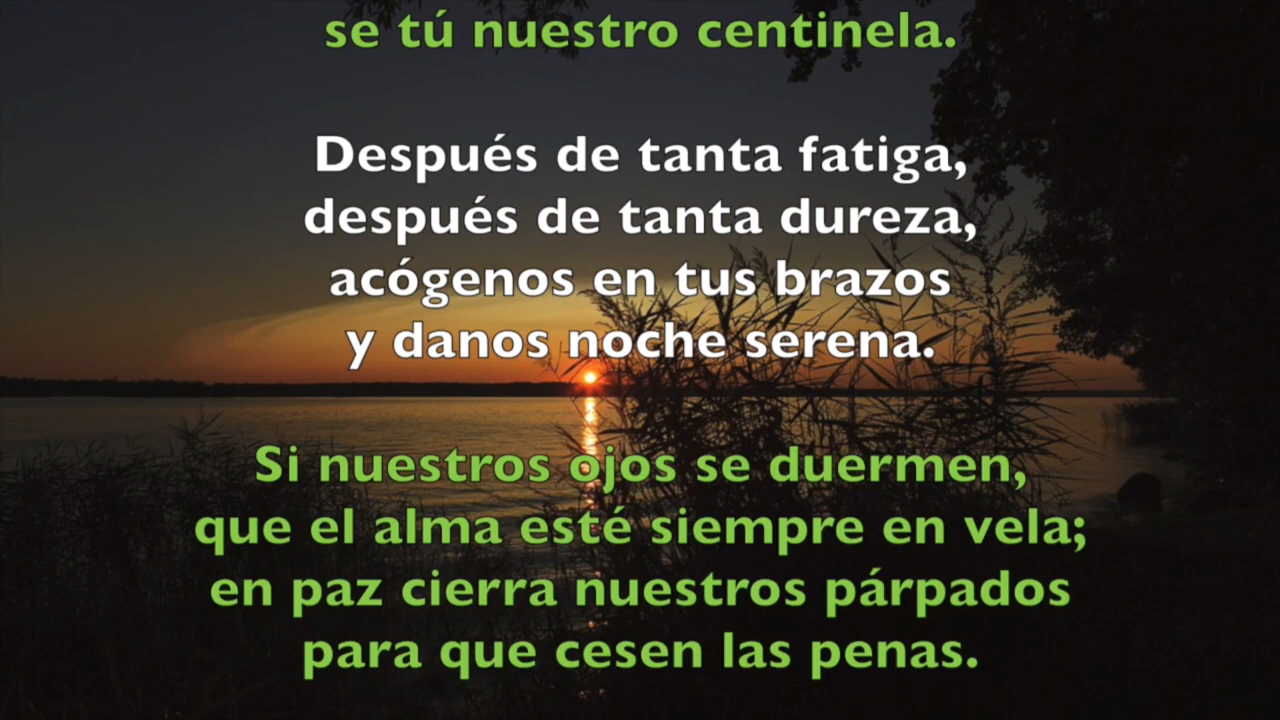 se tú nuestro centinela.
Después de tanta fatiga,
después de tanta dureza,
acógenos en tus brazos
y danos noche serena.
Si nuestros ojos se duermen,
que el alma esté siempre en vela;
en paz cierra nuestros párpados
para que cesen las penas.